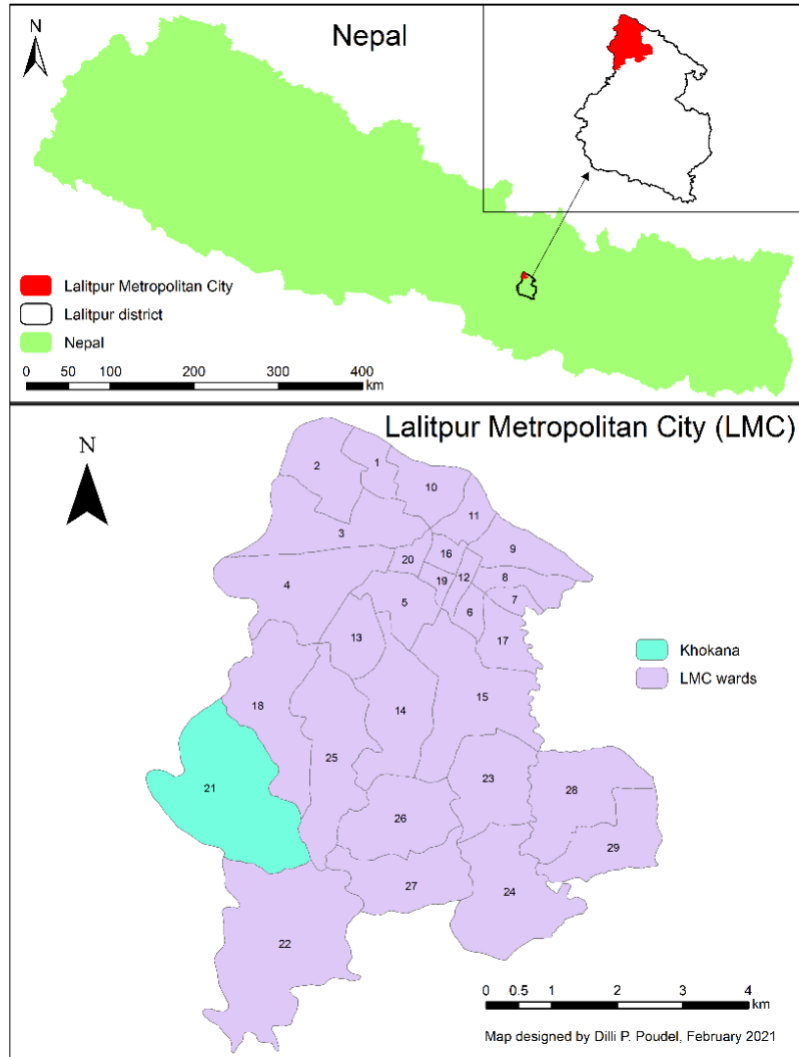 N
Nepal
Lalitpur Metropolitan City
Lalitpur district
Nepal
0 50 100 200 300 400
km
N
Lalitpur Metropolitan City (LMC)
2
1
10
11
3
9
16
20
8
12
19
4
7
5
6
13
17
Khokana
LMC wards
15
18
14
25
23
21
28
26
29
27
24
22
0 0.5 1 2 3 4
km
Map designed by Dilli P. Poudel, February 2021